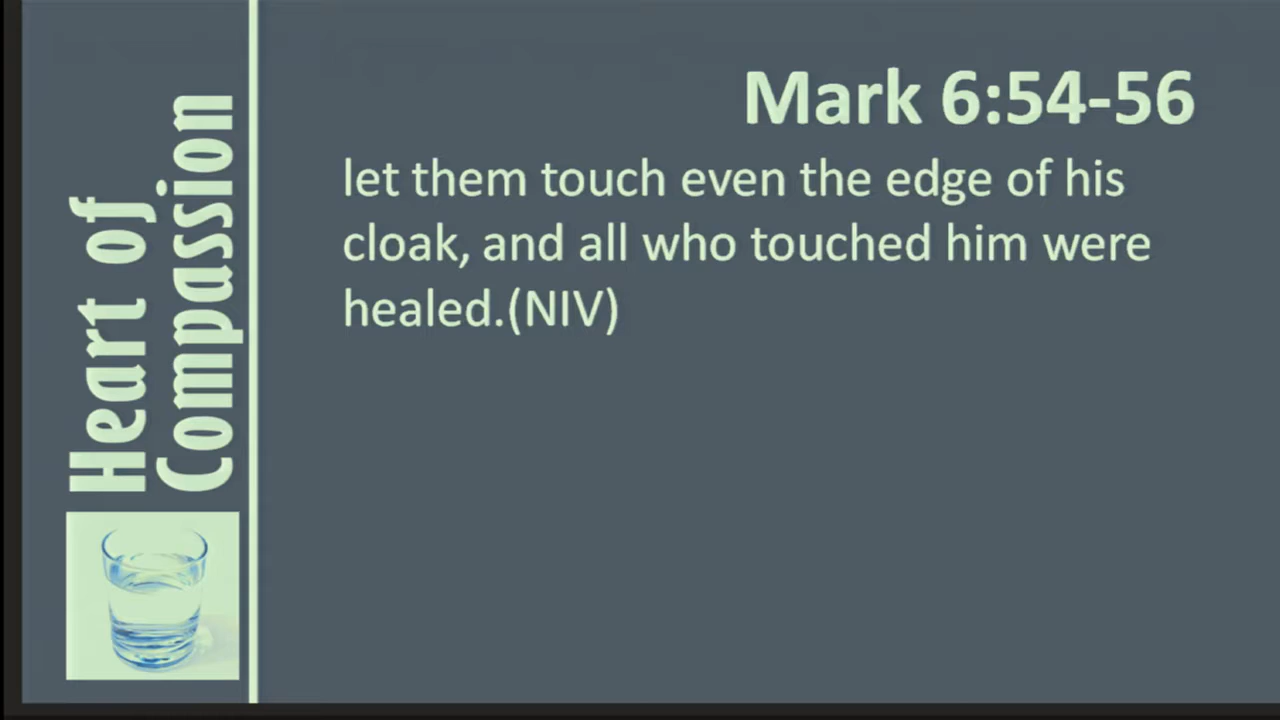 Heart of
Compassion
Mark 6:54-56
let them touch even the edge of his
cloak, and all who touched him were
healed.(NIV)